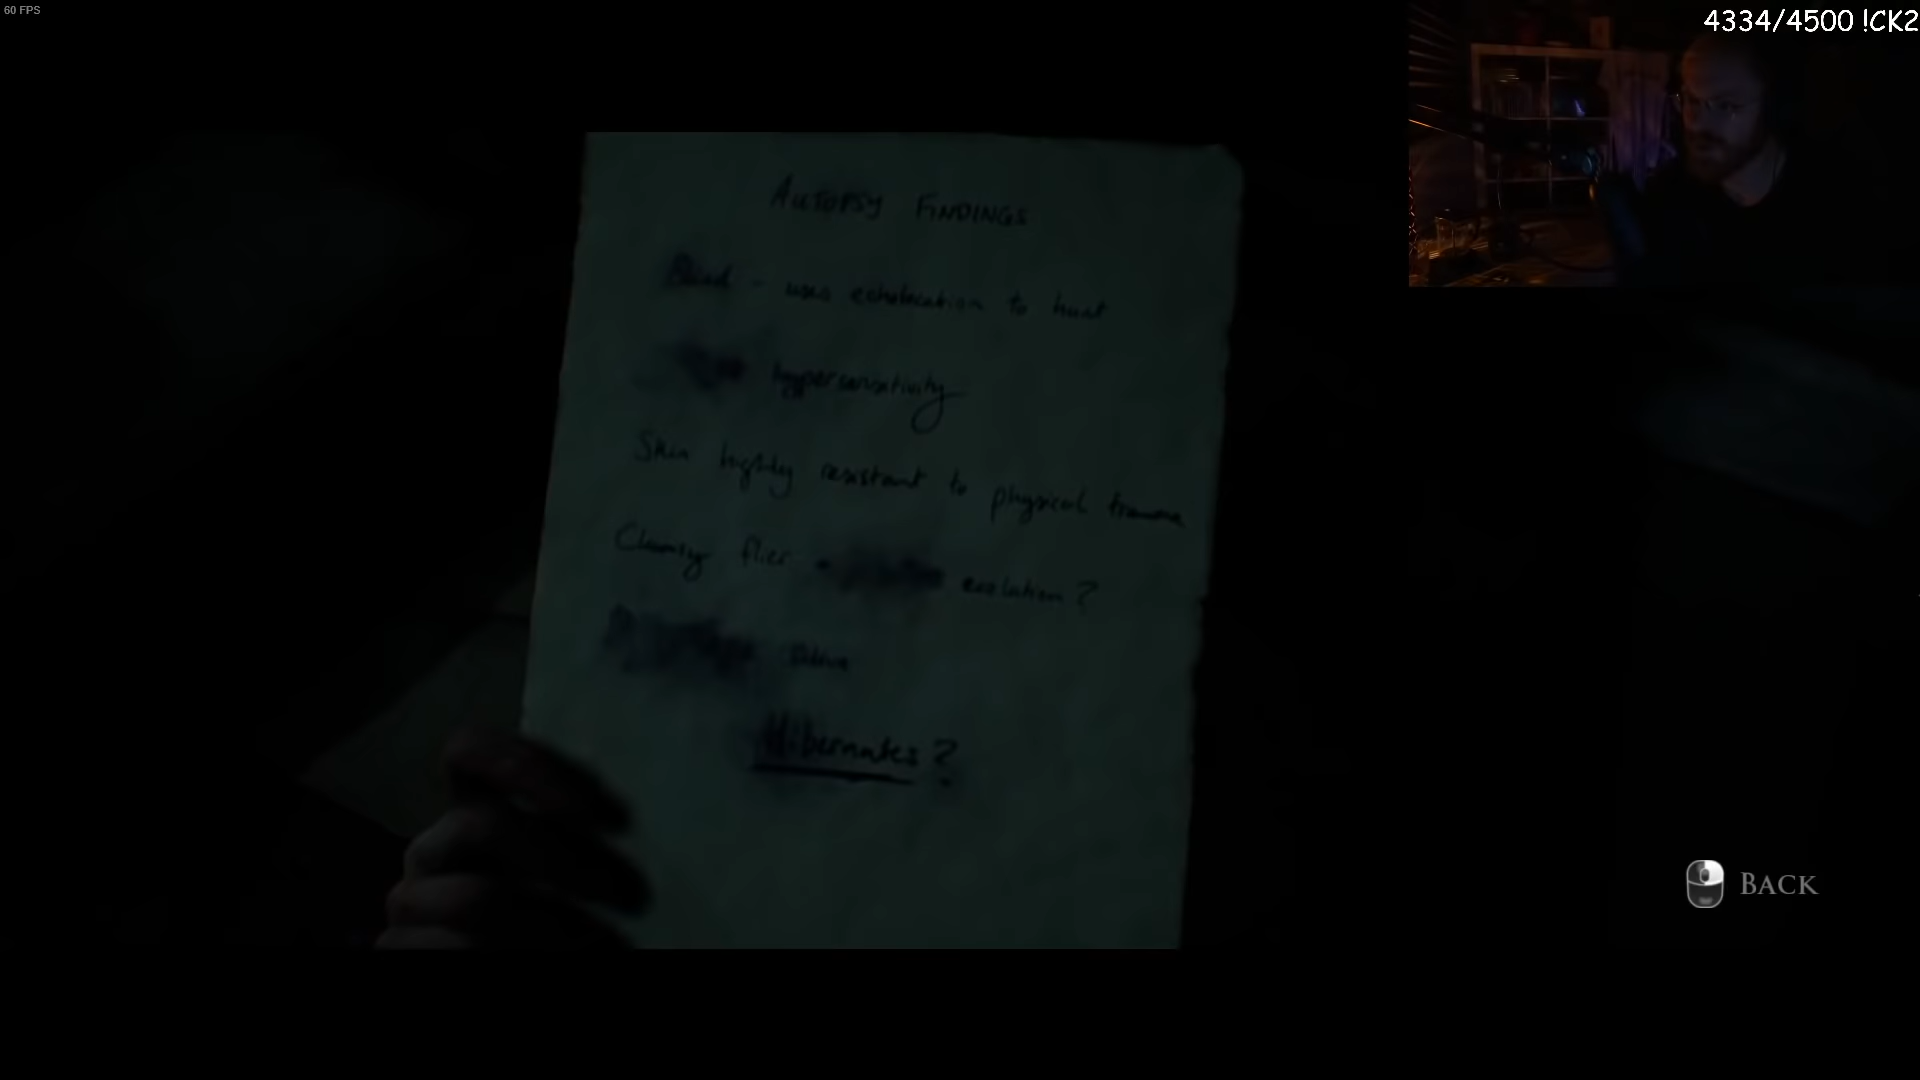 60 FPS
4334/4500 !CK2
AUTOPSY FINDINGS
Blind - uses echolocation to hunt
hypersensitivity
Skin highly resistant to physical trauma
Clumsy flier - evolution?
Hibernates?
BACK